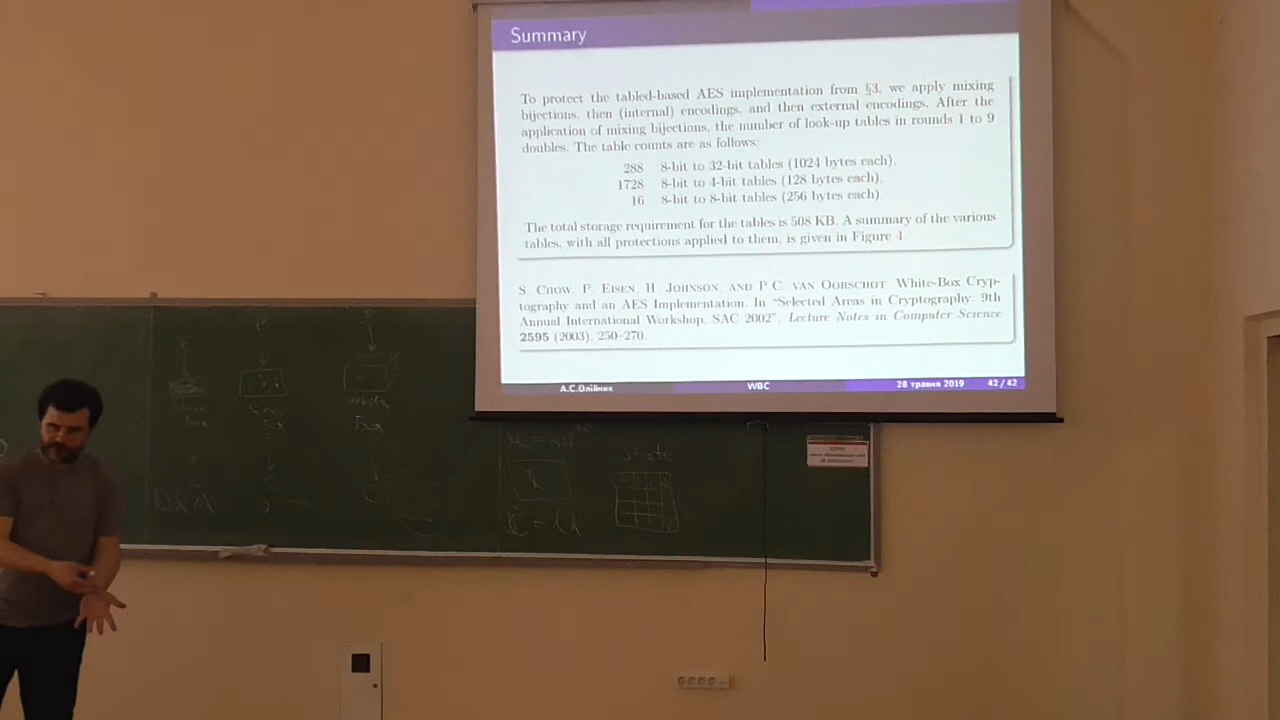 Summary
To protect the tabled-based AES implementation from §3, we apply mixing
bijections, then (internal) encodings, and then external encodings. After the
application of mixing bijections, the number of look-up tables in rounds 1 to 9
doubles. The table counts are as follows:
288 8-bit to 32-bit tables (1024 bytes each),
1728 8-bit to 4-bit tables (128 bytes each),
16 8-bit to 8-bit tables (256 bytes each).
The total storage requirement for the tables is 508 KB. A summary of the various
tables, with all protections applied to them, is given in Figure 4.
S. Chow, P. Eisen, H. Johnson, and P.C. van Oorschot. White-Box Cryp-
tography and an AES Implementation. In "Selected Areas in Cryptography: 9th
Annual International Workshop, SAC 2002", Lecture Notes in Computer Science
2595 (2003), 250–270.
А.С.Олійник WBC 28 травня 2019 42 / 42
White
Box
State